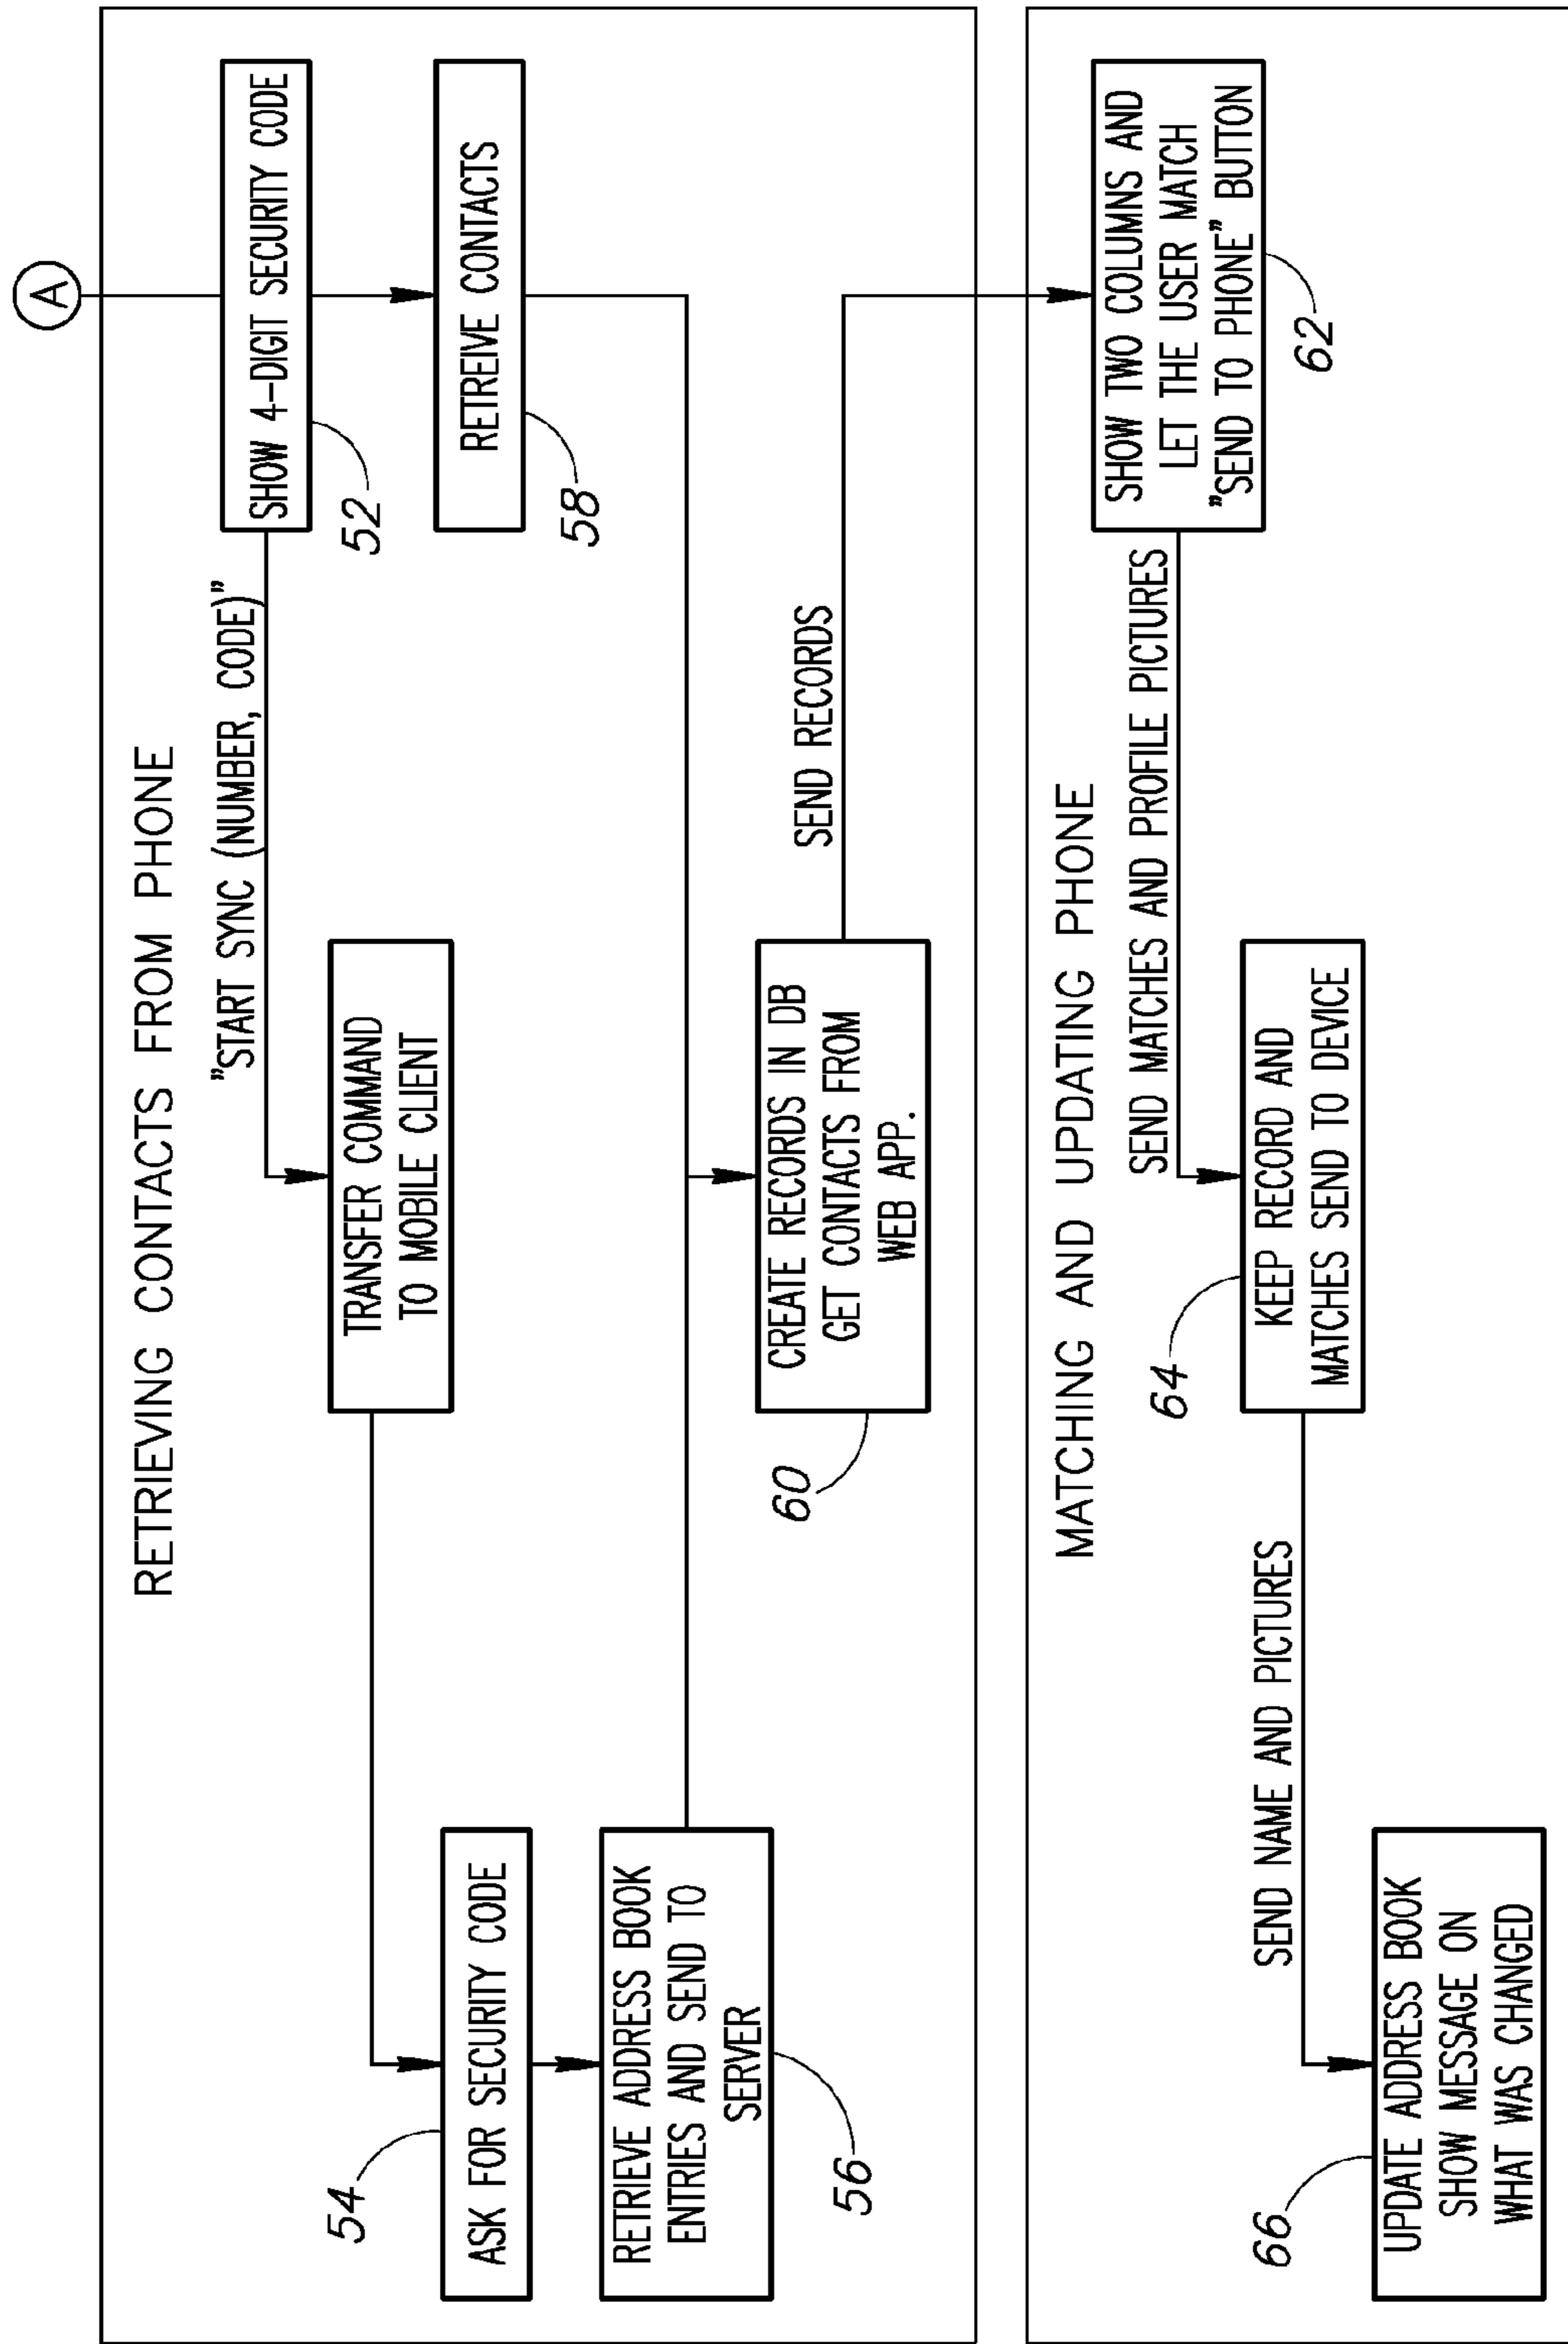 A
RETRIEVING CONTACTS FROM PHONE
"START SYNC (NUMBER, CODE)"
SHOW 4-DIGIT SECURITY CODE
52
TRANSFER COMMAND
TO MOBILE CLIENT
54
ASK FOR SECURITY CODE
RETREIVE CONTACTS
58
RETRIEVE ADDRESS BOOK
ENTRIES AND SEND TO
SERVER
56
CREATE RECORDS IN DB
GET CONTACTS FROM
WEB APP.
60
SEND RECORDS
MATCHING AND UPDATING PHONE
SHOW TWO COLUMNS AND
LET THE USER MATCH
"SEND TO PHONE" BUTTON
62
SEND MATCHES AND PROFILE PICTURES
64
KEEP RECORD AND
MATCHES SEND TO DEVICE
SEND NAME AND PICTURES
66
UPDATE ADDRESS BOOK
SHOW MESSAGE ON
WHAT WAS CHANGED